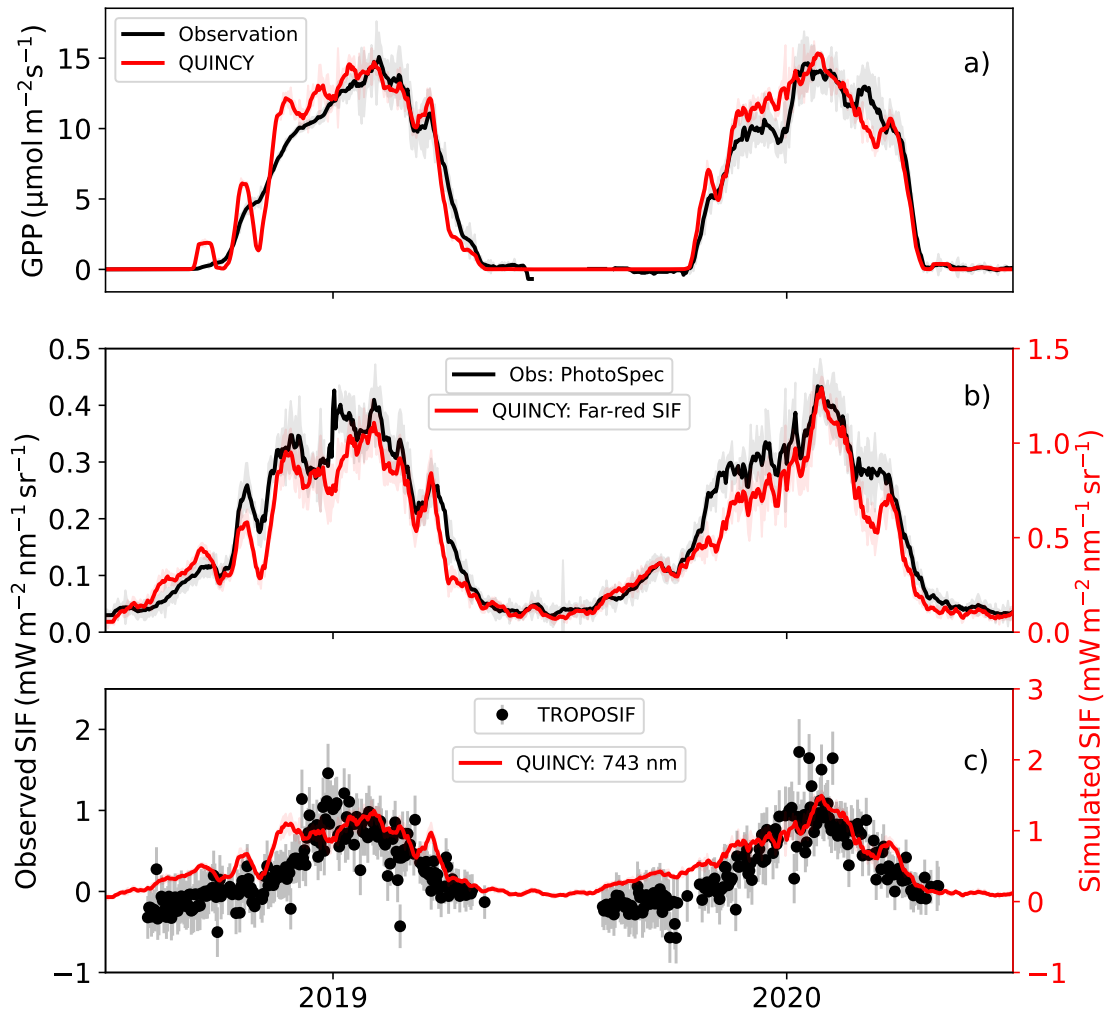 Observation
QUINCY
a)
15
10
5
0
GPP (µmol m⁻²s⁻¹)
0.5
0.4
0.3
0.2
0.1
0.0
Obs: PhotoSpec
QUINCY: Far-red SIF
b)
1.5
1.0
0.5
0.0
Observed SIF (mW m⁻² nm⁻¹ sr⁻¹)
Simulated SIF (mW m⁻² nm⁻¹ sr⁻¹)
2
1
0
−1
TROPOSIF
QUINCY: 743 nm
c)
3
2
1
0
−1
2019
2020